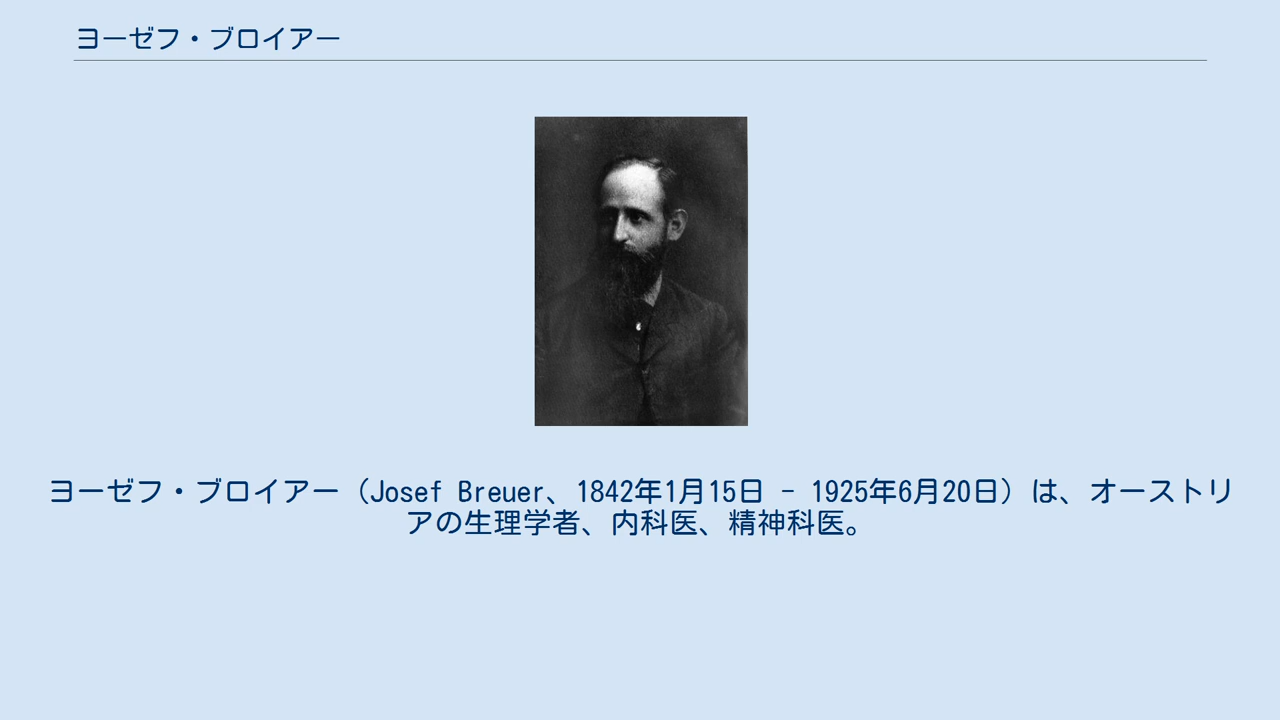 ヨーゼフ・ブロイアー
ヨーゼフ・ブロイアー（Josef Breuer、1842年1月15日 - 1925年6月20日）は、オーストリ
アの生理学者、内科医、精神科医。